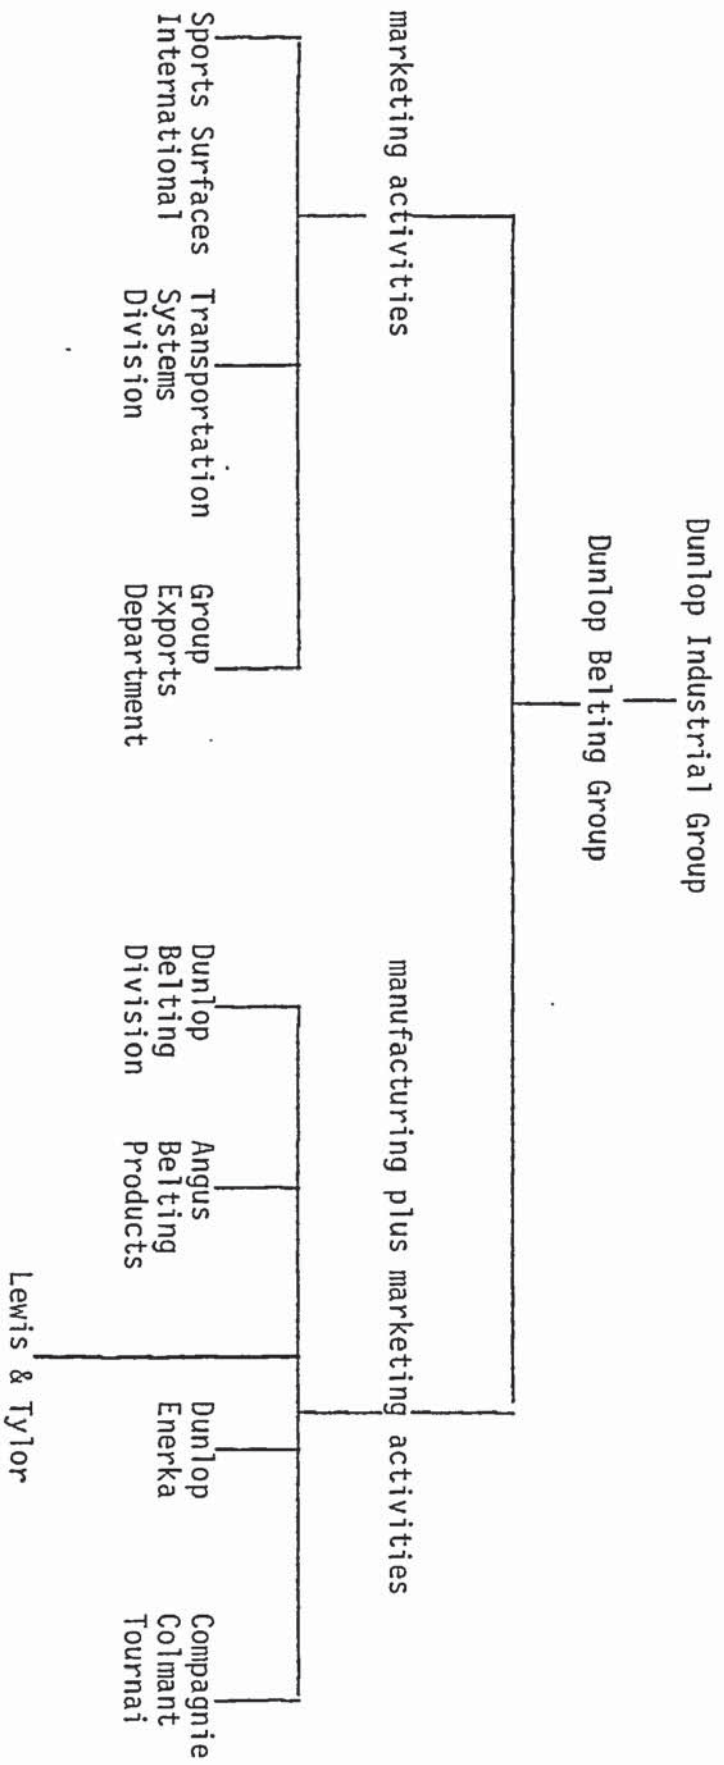 Dunlop Industrial Group
Dunlop Belting Group
marketing activities
manufacturing plus marketing activities
Sports Surfaces
International
Transportation
Systems
Division
Group
Exports
Department
Dunlop
Belting
Division
Angus
Belting
Products
Dunlop
Enerka
Compagnie
Colmant
Tournai
Lewis & Tylor